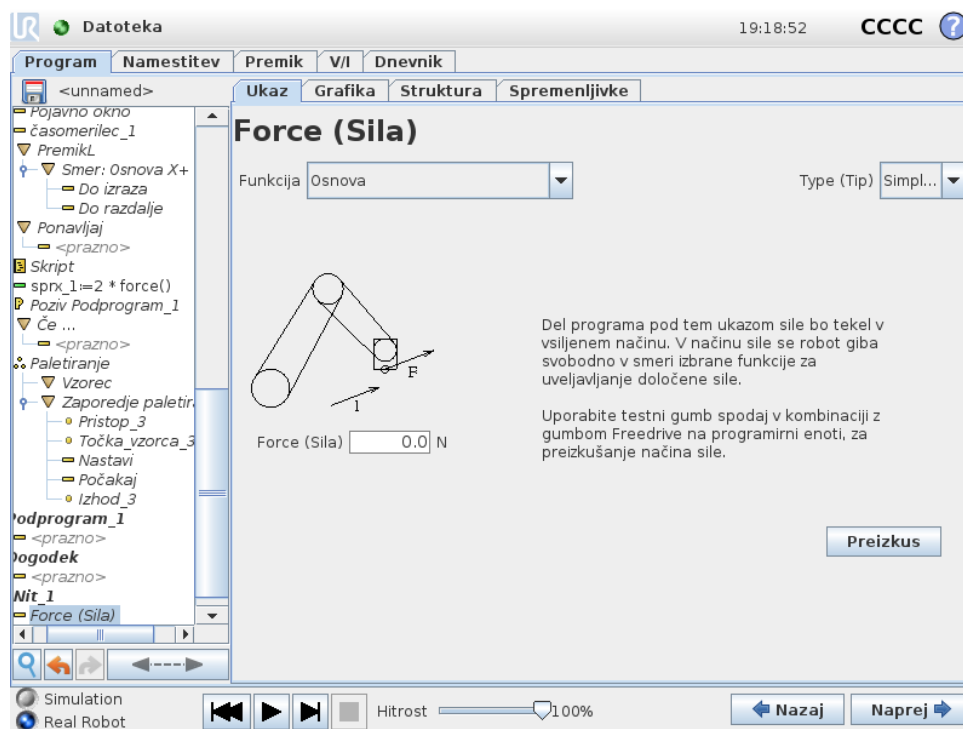 UR Datoteka 19:18:52 CCCC ?
Program Namestitev Premik V/I Dnevnik
<unnamed>
Ukaz Grafika Struktura Spremenljivke
Pojavno okno
časomerilec_1
PremikL
Smer: Osnova X+
Do izraza
Do razdalje
Ponavljaj
<prazno>
Skript
sprx_1:=2 * force()
Poziv Podprogram_1
Če ...
<prazno>
Paletiranje
Vzorec
Zaporedje paletir
Pristop_3
Točka_vzorca_3
Nastavi
Počakaj
Izhod_3
Podprogram_1
<prazno>
Dogodek
<prazno>
Nit_1
Force (Sila)
Force (Sila)
Funkcija Osnova Type (Tip) Simpl...
F
1
Force (Sila) 0.0 N
Del programa pod tem ukazom sile bo tekel v
vsiljenem načinu. V načinu sile se robot giba
svobodno v smeri izbrane funkcije za
uveljavljanje določene sile.
Uporabite testni gumb spodaj v kombinaciji z
gumbom Freedrive na programirni enoti, za
preizkušanje načina sile.
Preizkus
Simulation
Real Robot
Hitrost 100%
Nazaj Naprej